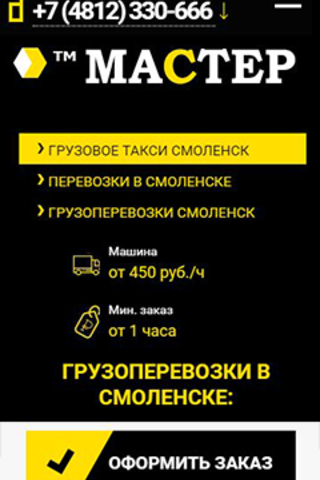 +7 (4812) 330-666 ↓
™ МАСТЕР
ГРУЗОВОЕ ТАКСИ СМОЛЕНСК
ПЕРЕВОЗКИ В СМОЛЕНСКЕ
ГРУЗОПЕРЕВОЗКИ СМОЛЕНСК
Машина
от 450 руб./ч
Мин. заказ
от 1 часа
ГРУЗОПЕРЕВОЗКИ В
СМОЛЕНСКЕ:
ОФОРМИТЬ ЗАКАЗ